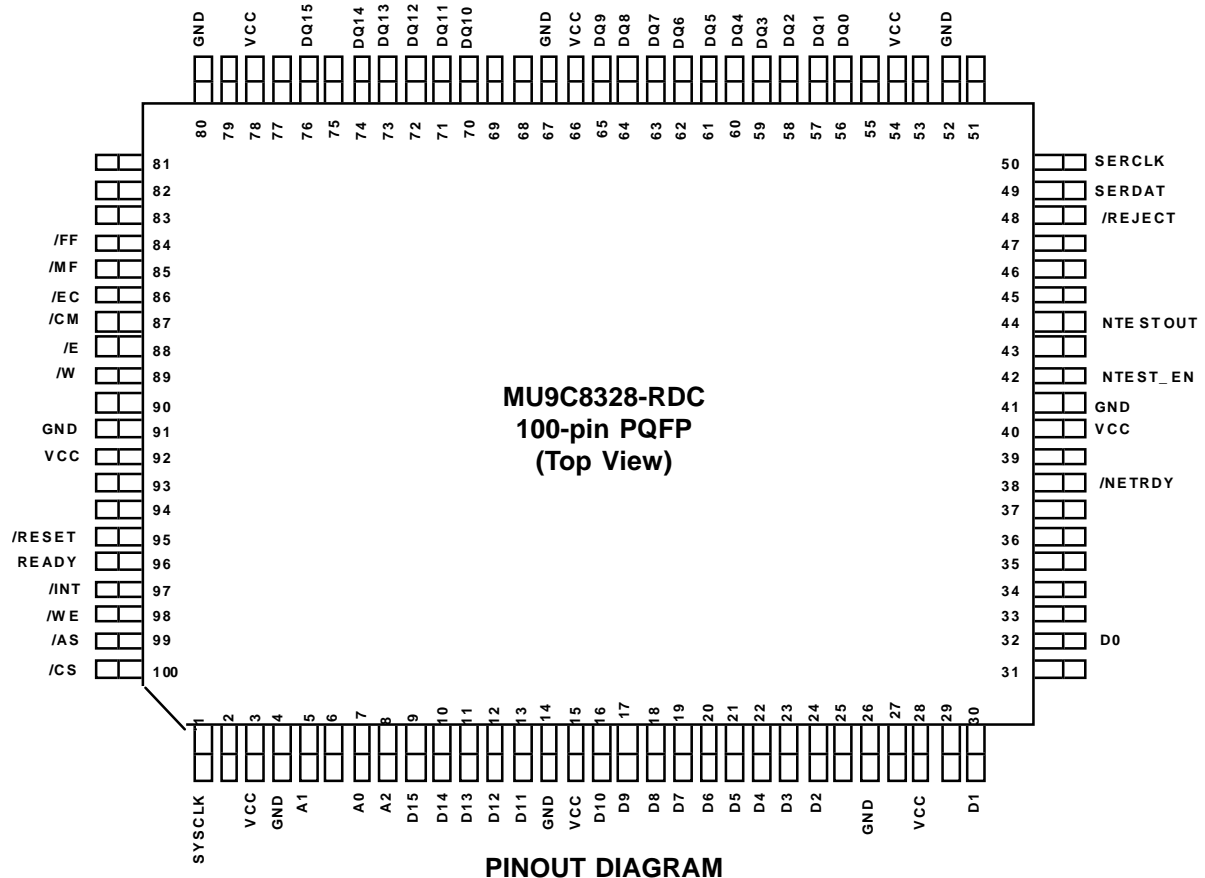 GND VCC DQ15 DQ14 DQ13 DQ12 DQ11 DQ10 GND VCC DQ9 DQ8 DQ7 DQ6 DQ5 DQ4 DQ3 DQ2 DQ1 DQ0 VCC GND
80 79 78 77 76 75 74 73 72 71 70 69 68 67 66 65 64 63 62 61 60 59 58 57 56 55 54 53 52 51
81 50 SERCLK
82 49 SERDAT
83 48 /REJECT
/FF 84 47
/MF 85 46
/EC 86 45
/CM 87 44 NTESTOUT
/E 88 43
/W 89 42 NTEST_EN
90 41 GND
GND 91 40 VCC
VCC 92 39
93 38 /NETRDY
94 37
/RESET 95 36
READY 96 35
/INT 97 34
/WE 98 33
/AS 99 32 D0
/CS 100 31
MU9C8328-RDC
100-pin PQFP
(Top View)
1 2 3 4 5 6 7 8 9 10 11 12 13 14 15 16 17 18 19 20 21 22 23 24 25 26 27 28 29 30
SYSCLK VCC GND A1 A0 A2 D15 D14 D13 D12 D11 GND VCC D10 D9 D8 D7 D6 D5 D4 D3 D2 GND VCC D1
PINOUT DIAGRAM